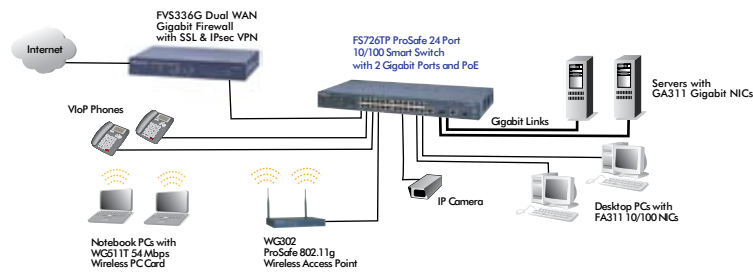 FVS336G Dual WAN
Gigabit Firewall
with SSL & IPsec VPN
Internet
FS726TP ProSafe 24 Port
10/100 Smart Switch
with 2 Gigabit Ports and PoE
Servers with
GA311 Gigabit NICs
VIoP Phones
Gigabit Links
IP Camera
Desktop PCs with
FA311 10/100 NICs
Notebook PCs with
WG511T 54 Mbps
Wireless PC Card
WG302
ProSafe 802.11g
Wireless Access Point